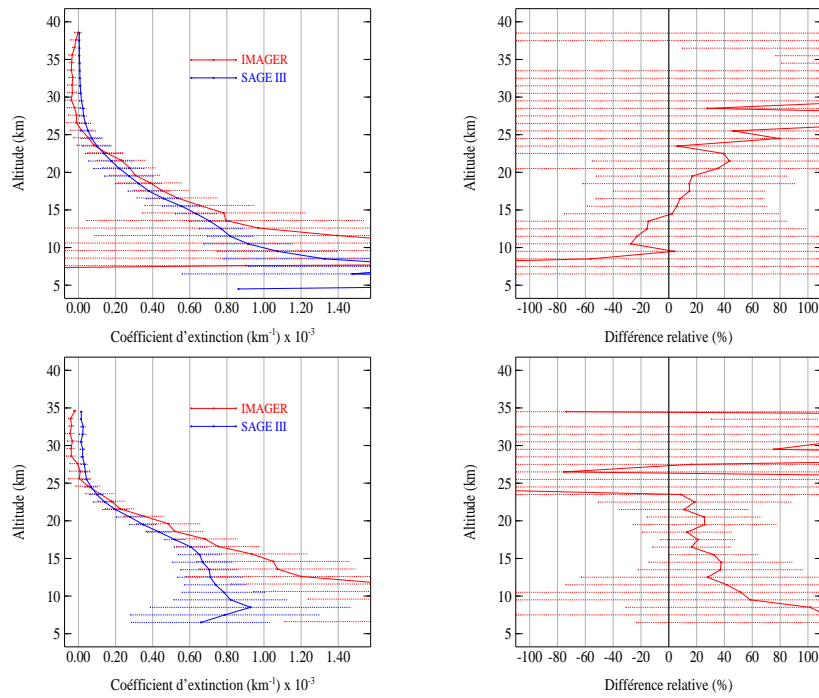 40
35
30
25
20
15
10
5
Altitude (km)
IMAGER
SAGE III
0.00 0.20 0.40 0.60 0.80 1.00 1.20 1.40
Coéfficient d'extinction (km⁻¹) x 10⁻³
40
35
30
25
20
15
10
5
Altitude (km)
-100 -80 -60 -40 -20 0 20 40 60 80 100
Différence relative (%)
40
35
30
25
20
15
10
5
Altitude (km)
IMAGER
SAGE III
0.00 0.20 0.40 0.60 0.80 1.00 1.20 1.40
Coéfficient d'extinction (km⁻¹) x 10⁻³
40
35
30
25
20
15
10
5
Altitude (km)
-100 -80 -60 -40 -20 0 20 40 60 80 100
Différence relative (%)